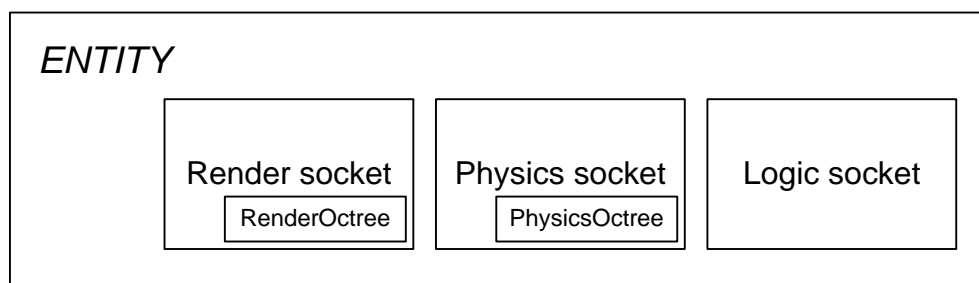 ENTITY
Render socket
RenderOctree
Physics socket
PhysicsOctree
Logic socket